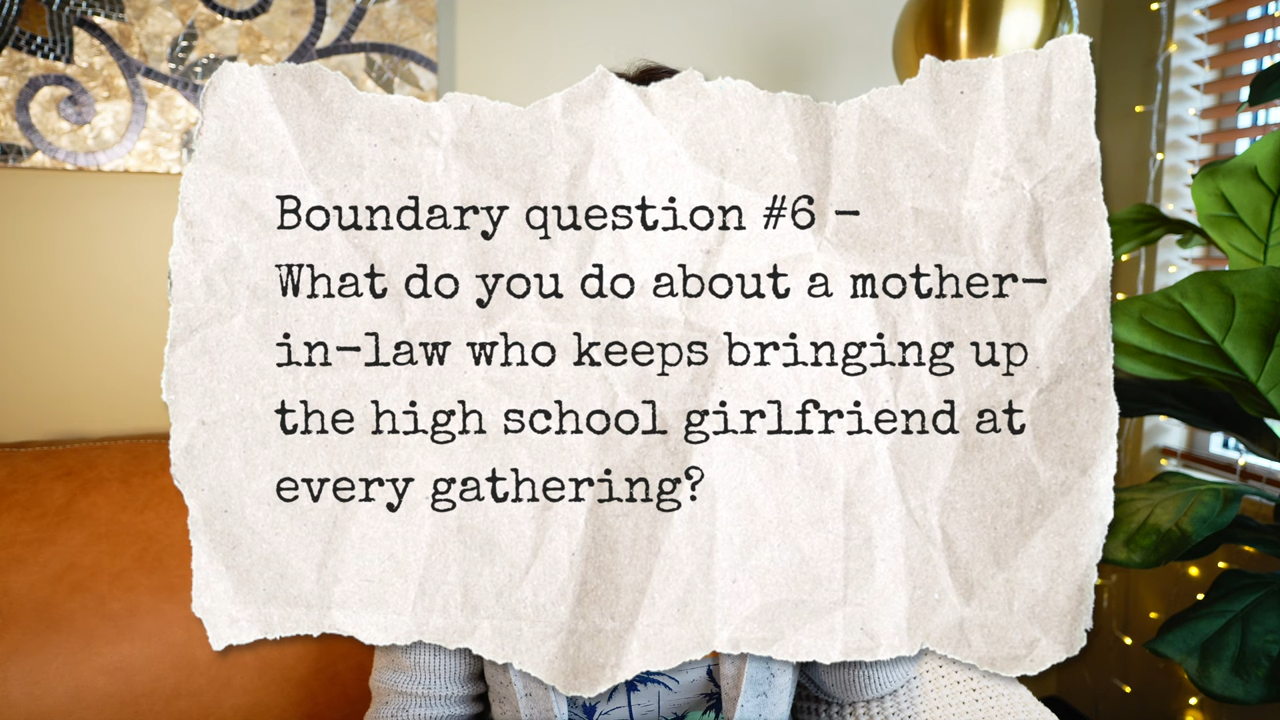 Boundary question #6 –
What do you do about a mother-
in-law who keeps bringing up
the high school girlfriend at
every gathering?